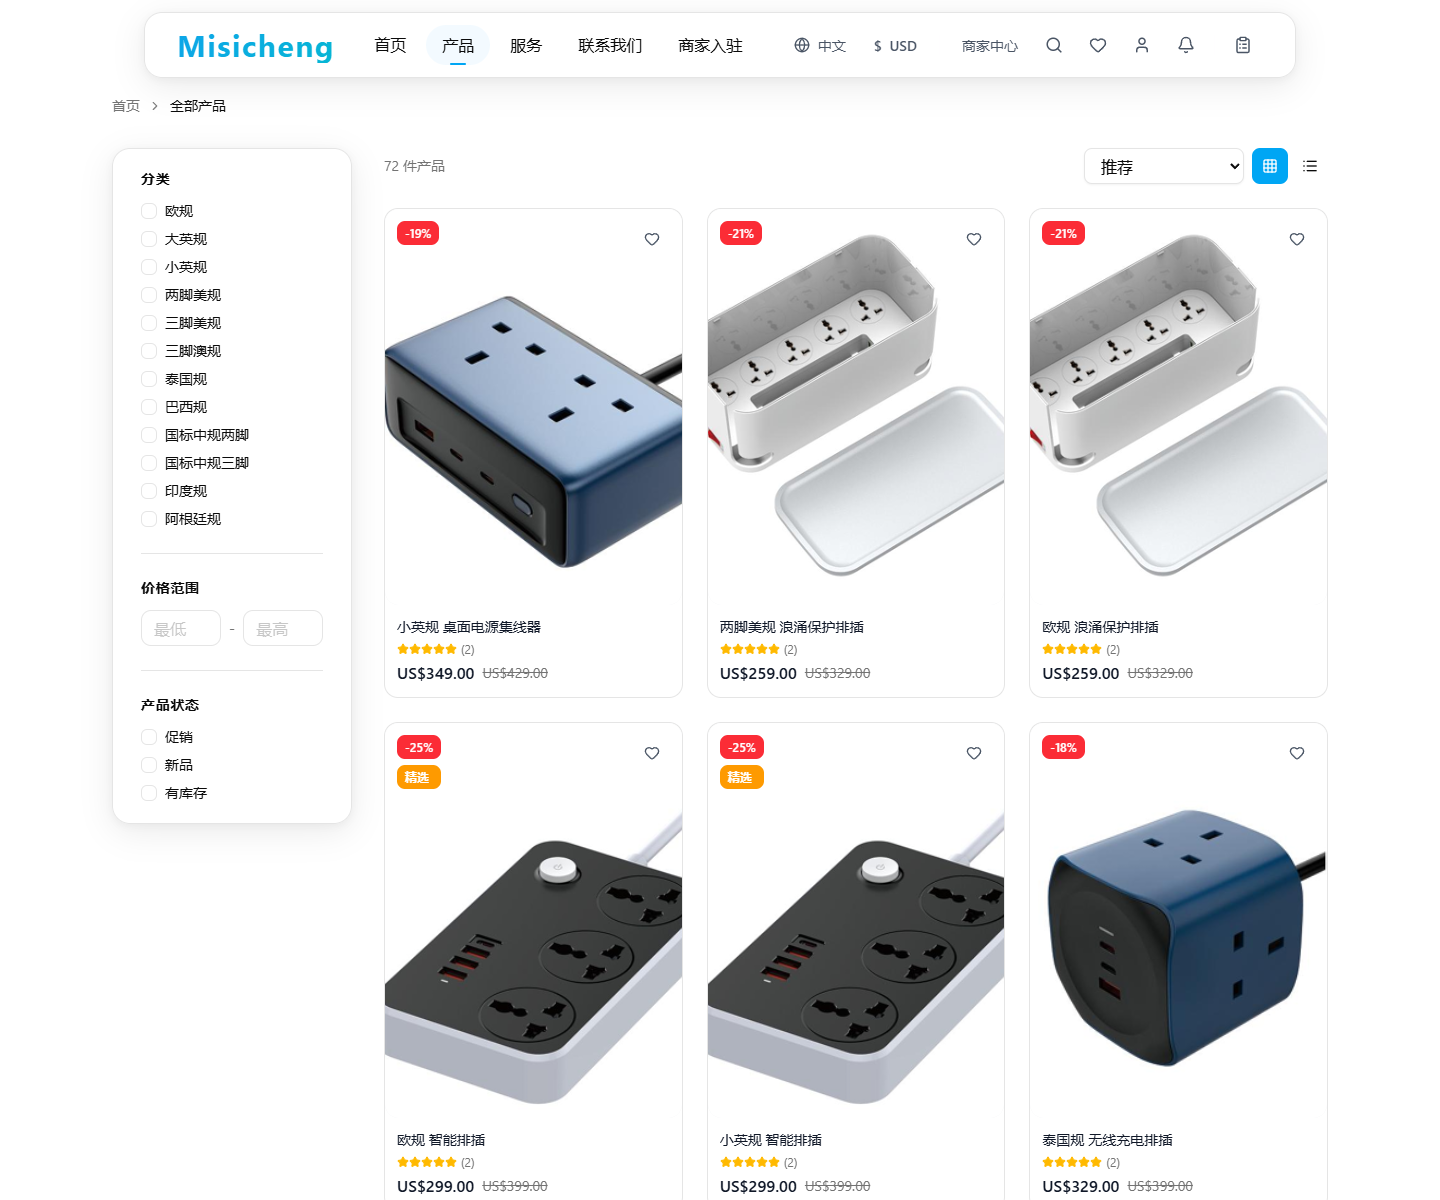 Misicheng 首页 产品 服务 联系我们 商家入驻 中文 $ USD 商家中心
首页 > 全部产品
分类
欧规
大英规
小英规
两脚美规
三脚美规
三脚澳规
泰国规
巴西规
国标中规两脚
国标中规三脚
印度规
阿根廷规
价格范围
最低 - 最高
产品状态
促销
新品
有库存
72 件产品 推荐
-19%
小英规 桌面电源集线器
(2)
US$349.00 US$429.00
-21%
两脚美规 浪涌保护排插
(2)
US$259.00 US$329.00
-21%
欧规 浪涌保护排插
(2)
US$259.00 US$329.00
-25%
精选
欧规 智能排插
(2)
US$299.00 US$399.00
-25%
精选
小英规 智能排插
(2)
US$299.00 US$399.00
-18%
泰国规 无线充电排插
(2)
US$329.00 US$399.00